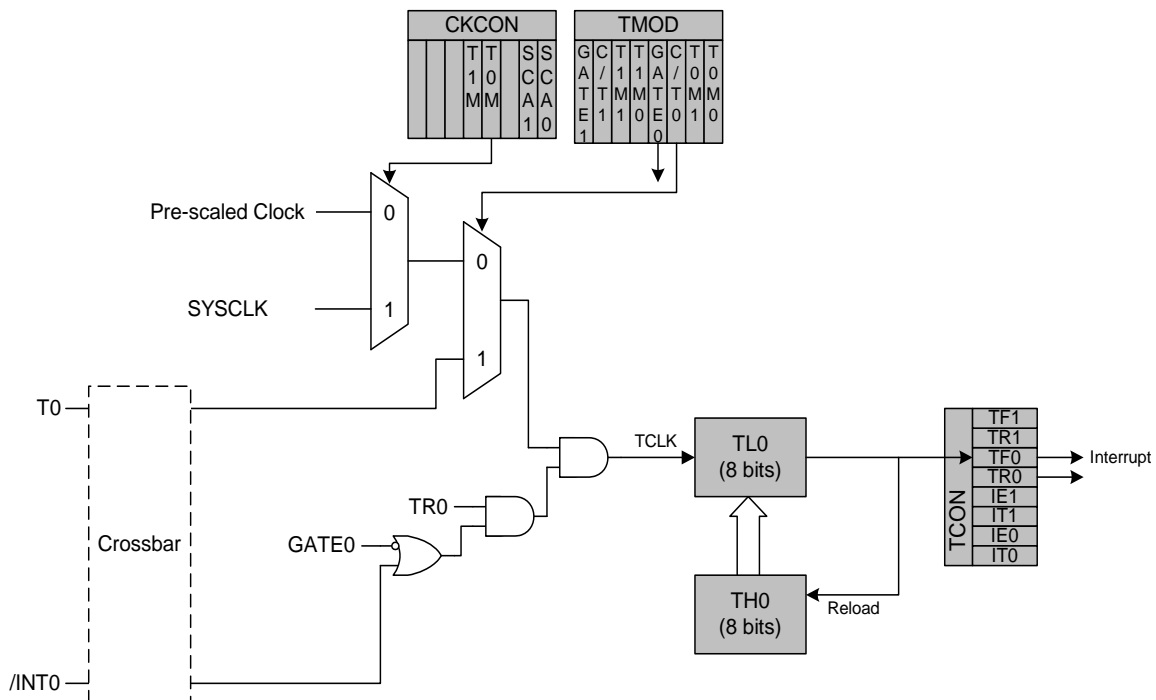 CKCON
TMOD
T1M
T0M
SCA1
SCA0
GATE1
C/T1
T1M1
T1M0
GATE0
C/T0
T0M1
T0M0
Pre-scaled Clock
0
SYSCLK
1
0
1
T0
Crossbar
TCLK
TL0
(8 bits)
TR0
GATE0
TH0
(8 bits)
Reload
/INT0
TCON
TF1
TR1
TF0
TR0
IE1
IT1
IE0
IT0
Interrupt